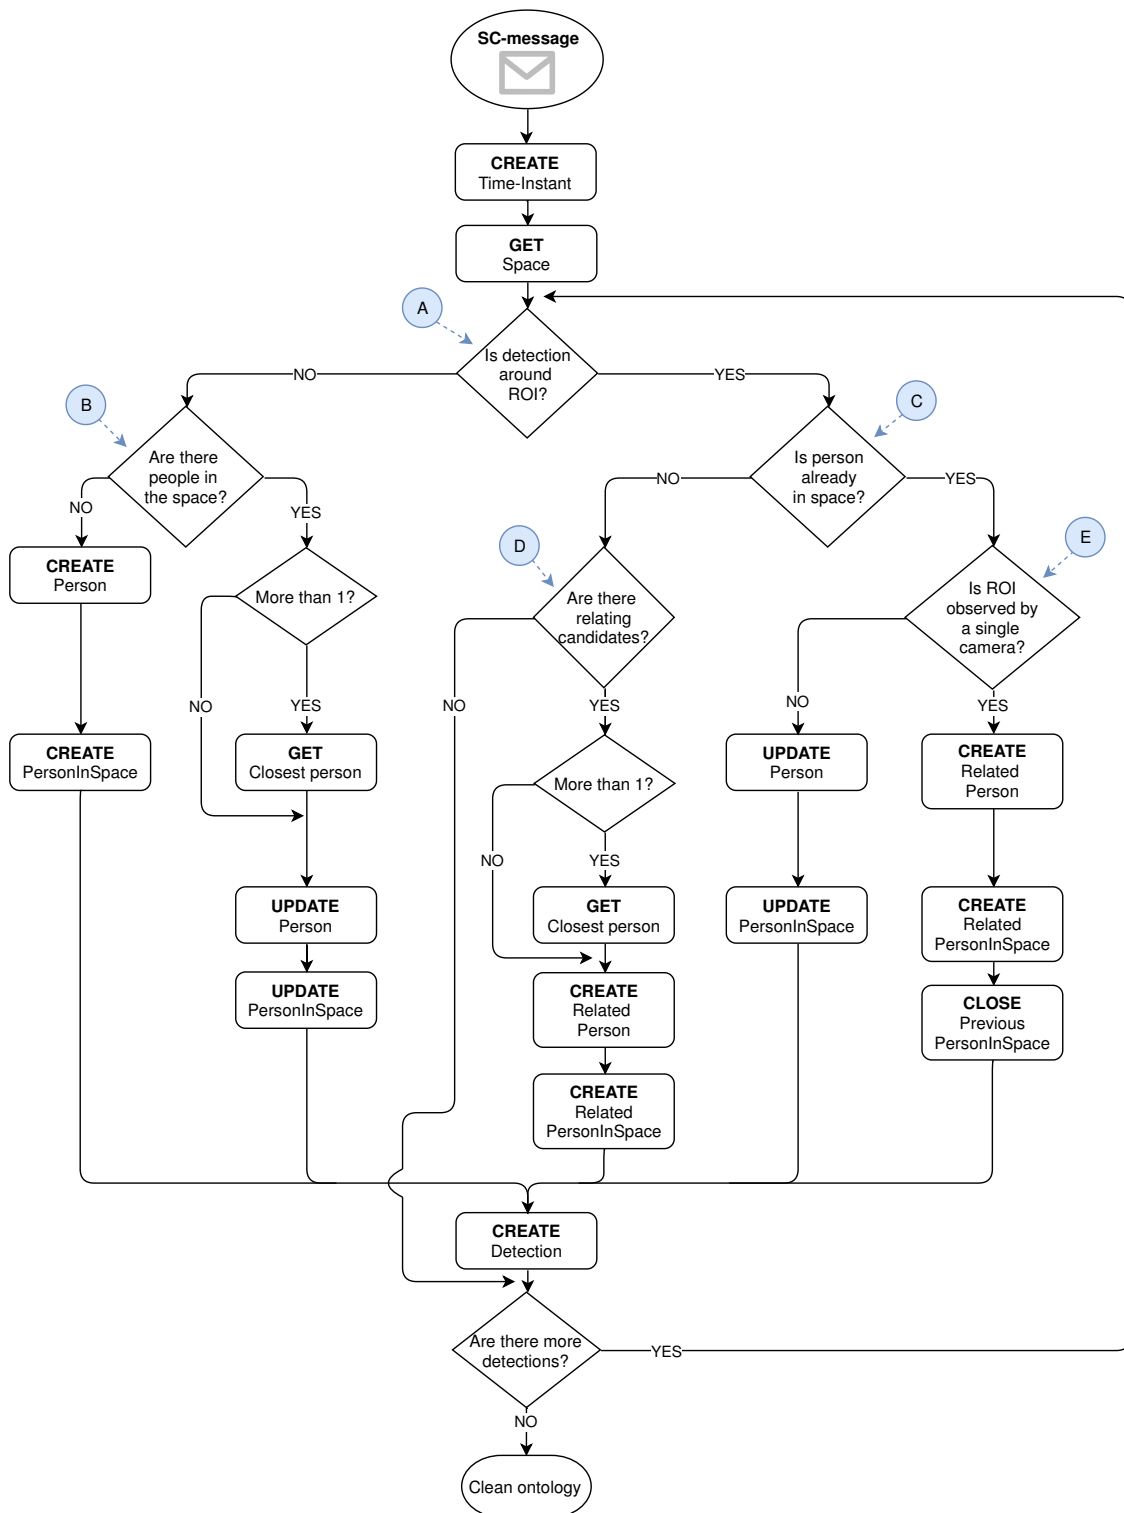 SC-message
CREATE
Time-Instant
GET
Space
A
Is detection
around
ROI?
NO
YES
B
C
Are there
people in
the space?
Is person
already
in space?
NO
YES
NO
YES
D
E
CREATE
Person
More than 1?
Are there
relating
candidates?
Is ROI
observed by
a single
camera?
NO
YES
NO
YES
NO
YES
CREATE
PersonInSpace
GET
Closest person
More than 1?
UPDATE
Person
CREATE
Related
Person
NO
YES
UPDATE
Person
GET
Closest person
UPDATE
PersonInSpace
CREATE
Related
PersonInSpace
UPDATE
PersonInSpace
CREATE
Related
Person
CLOSE
Previous
PersonInSpace
CREATE
Related
PersonInSpace
CREATE
Detection
Are there more
detections?
YES
NO
Clean ontology